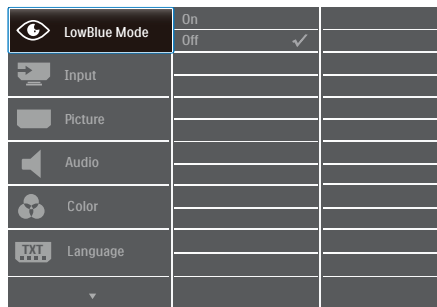 LowBlue Mode
On
Off
Input
Picture
Audio
Color
TXT
Language